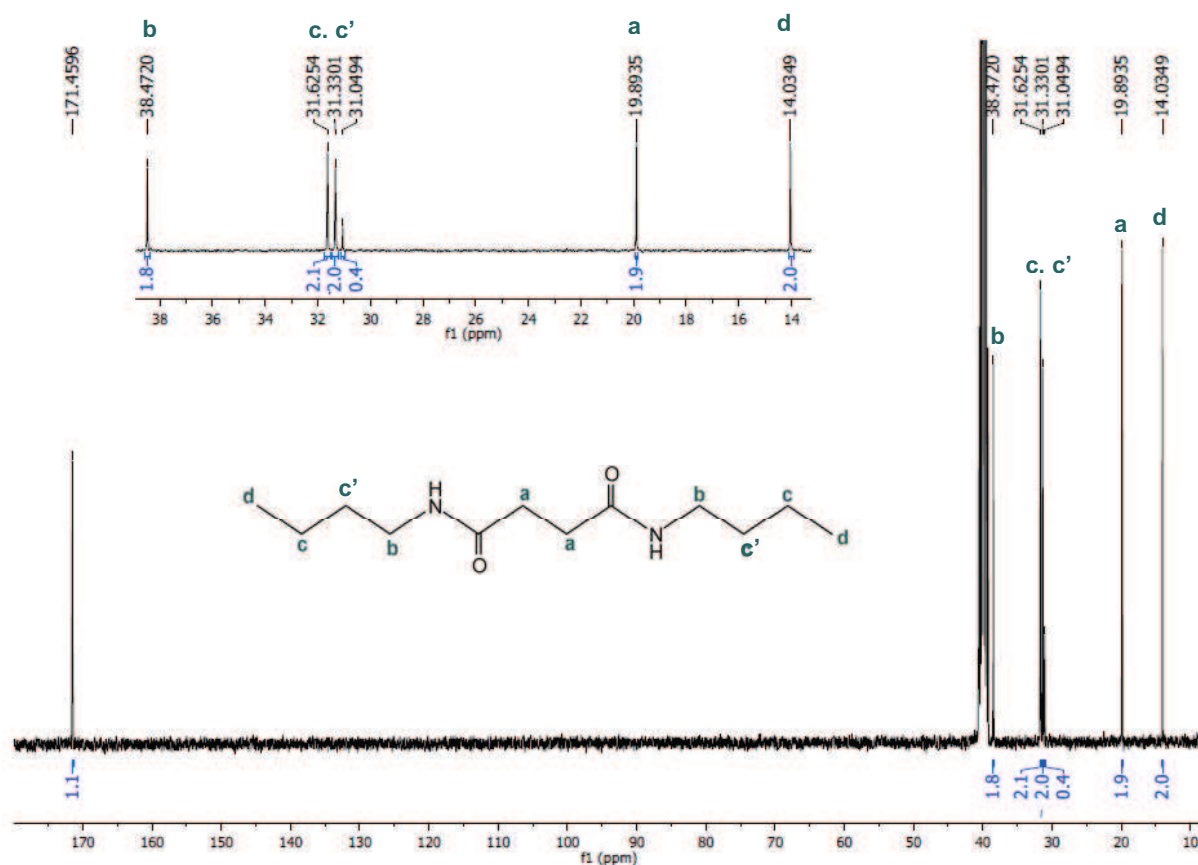 b c. c' a d
171.4596
38.4720
31.6254
31.3301
31.0494
19.8935
14.0349
38.4720
31.6254
31.3301
31.0494
19.8935
14.0349
1.8 2.1 2.0 0.4 1.9 2.0
38 36 34 32 30 28 26 24 22 20 18 16 14
f1 (ppm)
b c. c' a d
d c' H N O a b c
c b O a N H c' d
1.1 1.8 2.1 2.0 0.4 1.9 2.0
170 160 150 140 130 120 110 100 90 80 70 60 50 40 30 20 10
f1 (ppm)